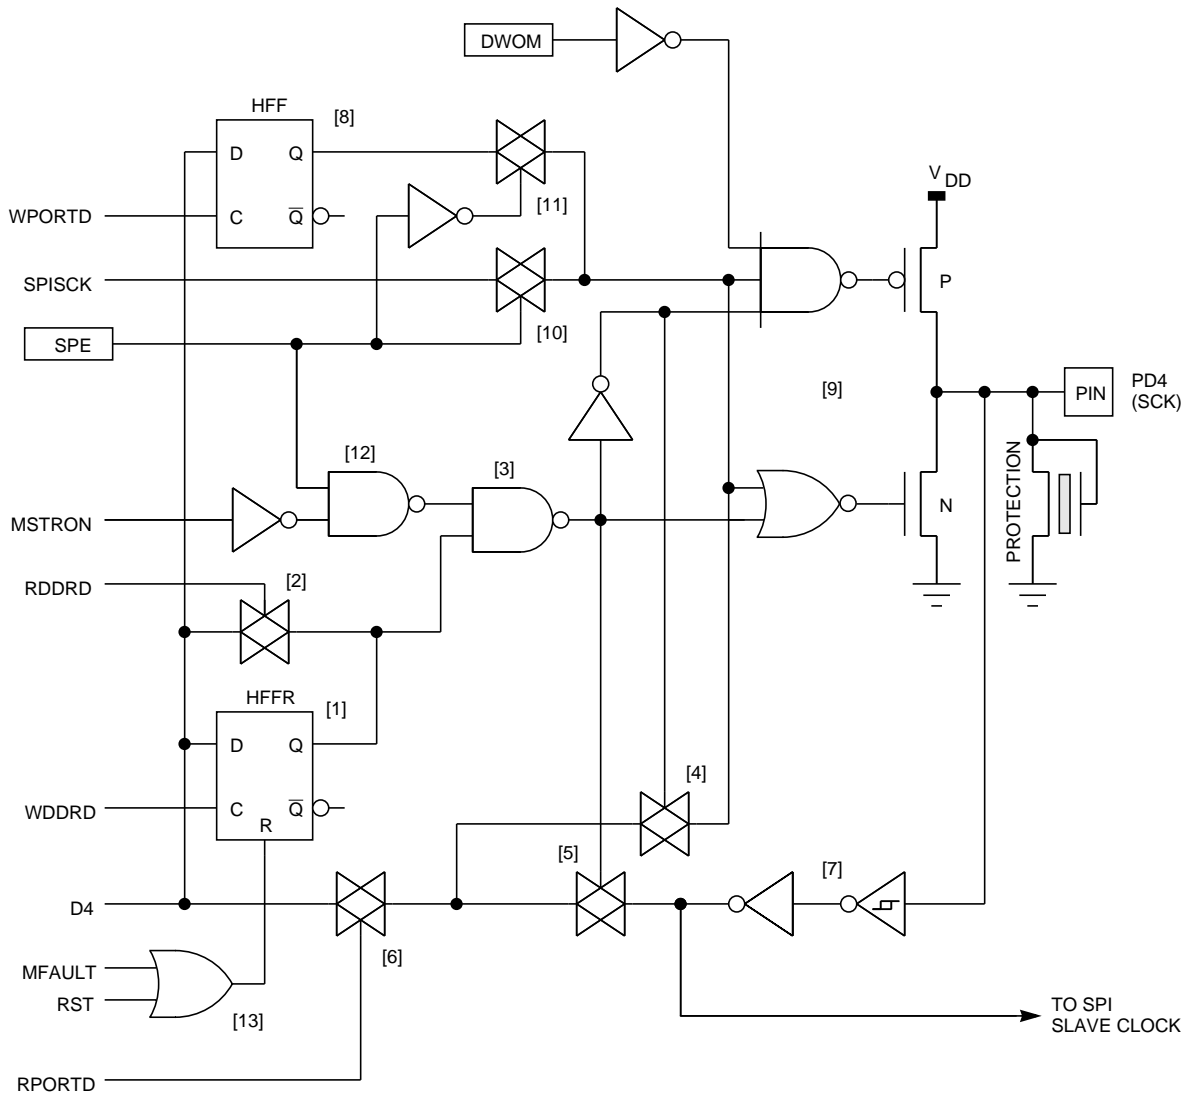 DWOM
HFF
[8]
D
Q
WPORTD
C
Q
[11]
V DD
SPISCK
P
[10]
SPE
[9]
PIN
PD4
(SCK)
[12]
[3]
PROTECTION
MSTRON
N
RDDRD
[2]
HFFR
[1]
D
Q
[4]
WDDRD
C
Q
R
[5]
[7]
D4
[6]
MFAULT
RST
[13]
TO SPI
SLAVE CLOCK
RPORTD